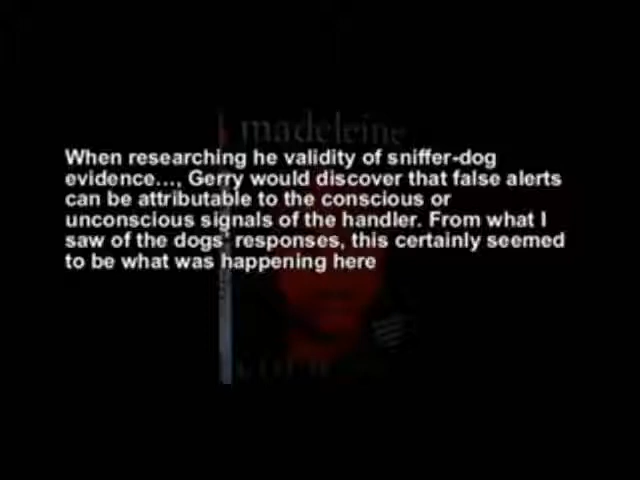 madeleine
When researching he validity of sniffer-dog
evidence..., Gerry would discover that false alerts
can be attributable to the conscious or
unconscious signals of the handler. From what I
saw of the dogs' responses, this certainly seemed
to be what was happening here